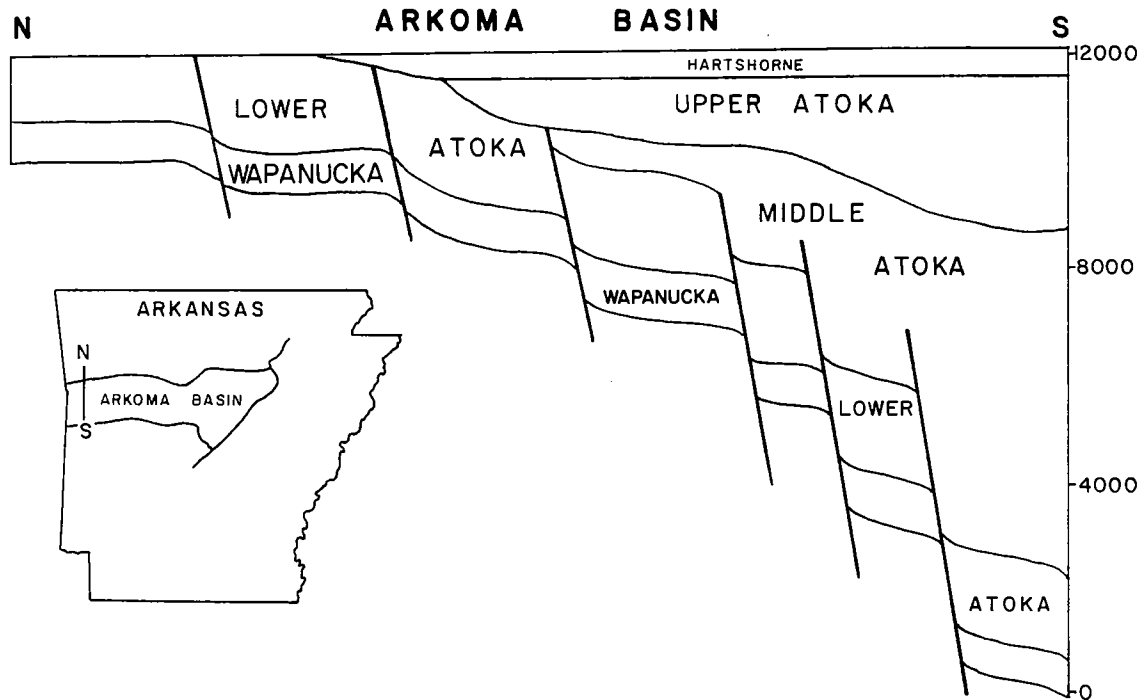 N ARKOMA BASIN S
12000
HARTSHORNE
UPPER ATOKA
LOWER
ATOKA
WAPANUCKA
MIDDLE
ATOKA
8000
WAPANUCKA
ARKANSAS
N
ARKOMA BASIN
S
LOWER
4000
ATOKA
0